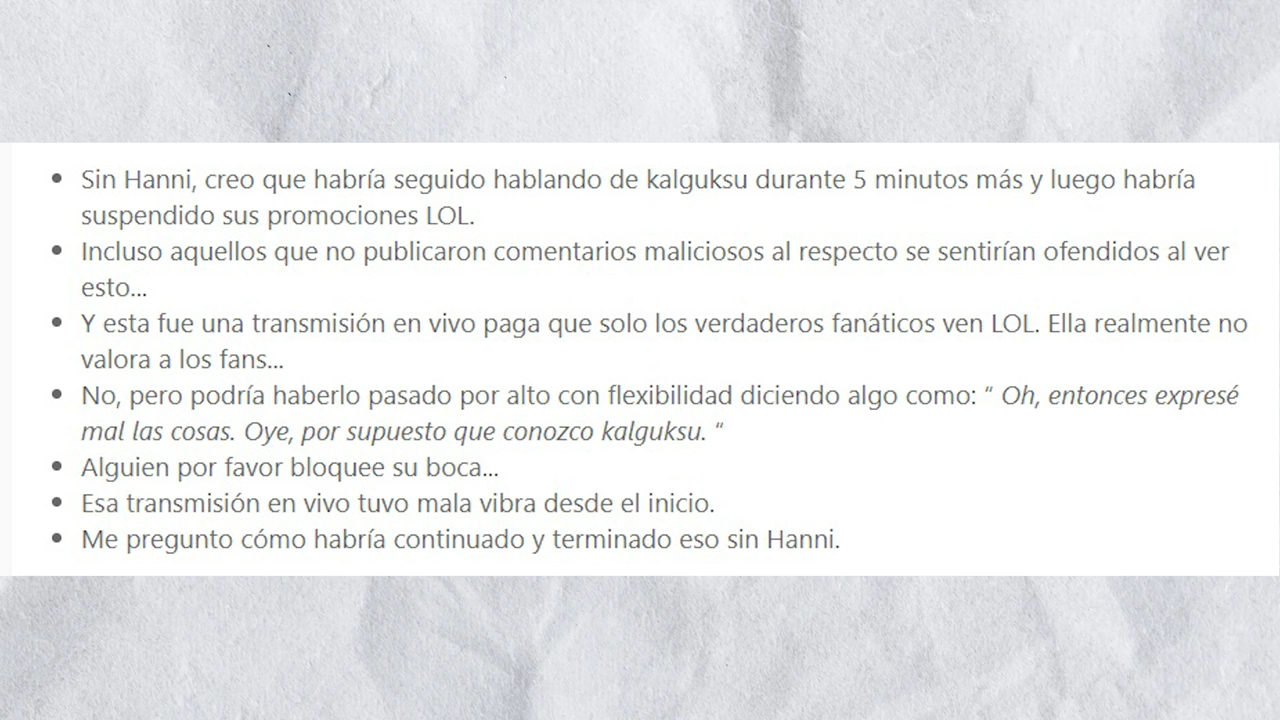 • Sin Hanni, creo que habría seguido hablando de kalguksu durante 5 minutos más y luego habría
suspendido sus promociones LOL.
• Incluso aquellos que no publicaron comentarios maliciosos al respecto se sentirían ofendidos al ver
esto...
• Y esta fue una transmisión en vivo paga que solo los verdaderos fanáticos ven LOL. Ella realmente no
valora a los fans...
• No, pero podría haberlo pasado por alto con flexibilidad diciendo algo como: “ Oh, entonces expresé
mal las cosas. Oye, por supuesto que conozco kalguksu. “
• Alguien por favor bloquee su boca...
• Esa transmisión en vivo tuvo mala vibra desde el inicio.
• Me pregunto cómo habría continuado y terminado eso sin Hanni.